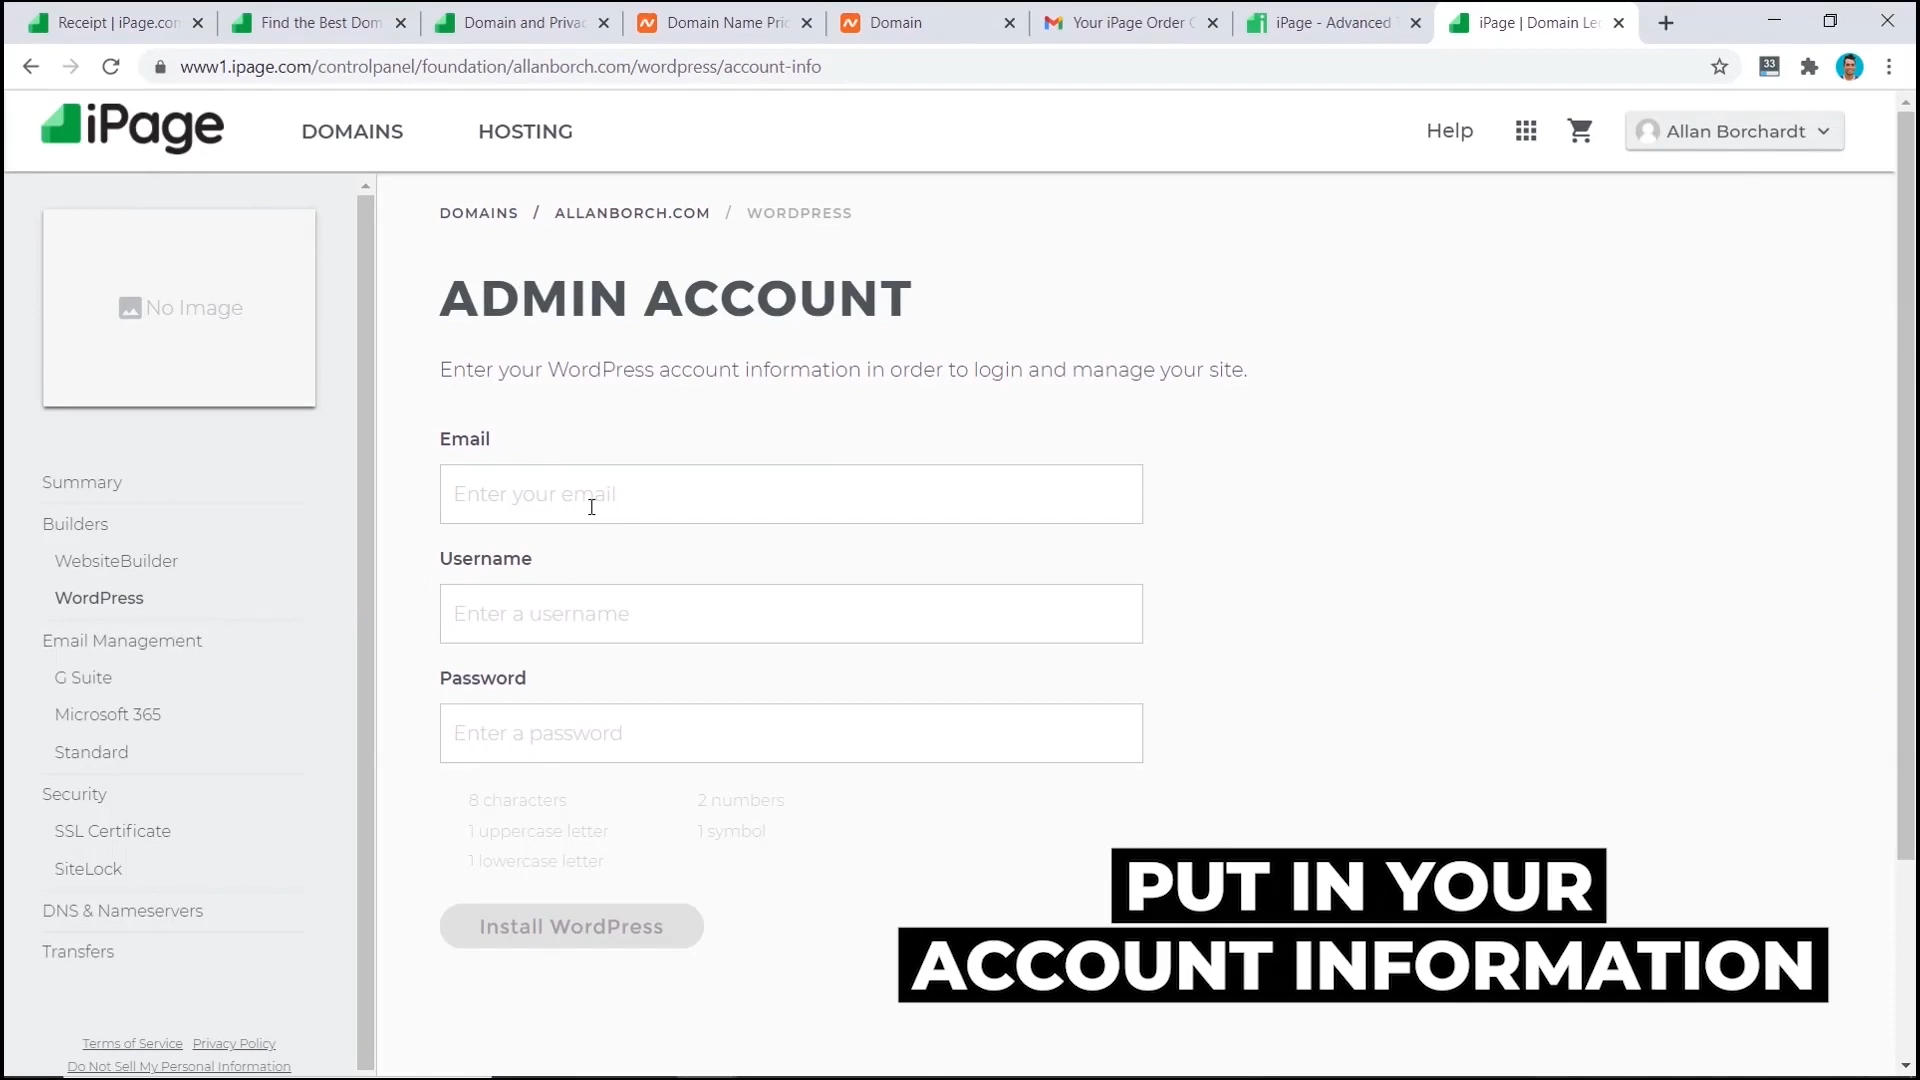 Receipt | iPage.con
Find the Best Dom
Domain and Privac
Domain Name Pric
Domain
Your iPage Order C
iPage - Advanced T
iPage | Domain Led
www1.ipage.com/controlpanel/foundation/allanborch.com/wordpress/account-info
33
iPage
DOMAINS
HOSTING
Help
Allan Borchardt
No Image
Summary
Builders
WebsiteBuilder
WordPress
Email Management
G Suite
Microsoft 365
Standard
Security
SSL Certificate
SiteLock
DNS & Nameservers
Transfers
Terms of Service Privacy Policy
Do Not Sell My Personal Information
DOMAINS / ALLANBORCH.COM / WORDPRESS
ADMIN ACCOUNT
Enter your WordPress account information in order to login and manage your site.
Email
Enter your email
Username
Enter a username
Password
Enter a password
8 characters
2 numbers
1 uppercase letter
1 symbol
1 lowercase letter
Install WordPress
PUT IN YOUR
ACCOUNT INFORMATION